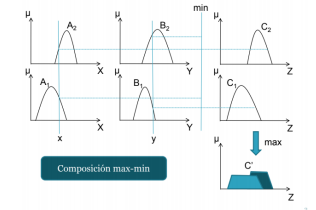 min
μ A₂ μ B₂ μ C₂
X Y Z
μ A₁ μ B₁ μ C₁
X Y Z
x y
μ max
C'
Composición max-min
Z